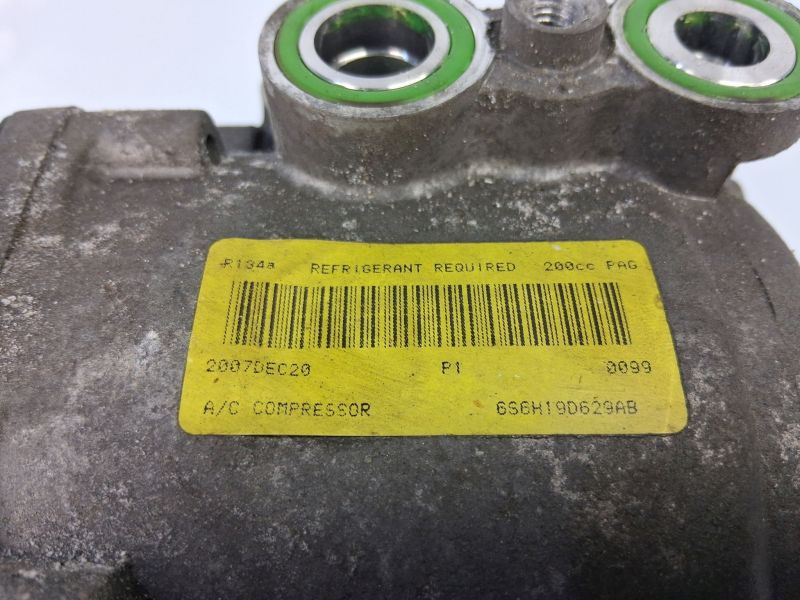 R134a REFRIGERANT REQUIRED 200cc PAG
2007DEC20 P1 0099
A/C COMPRESSOR 6S6H19D629AB